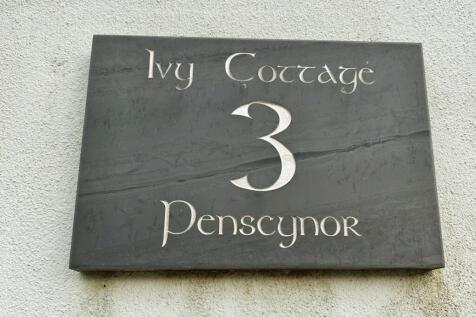 Ivy Cottage
3
Penscynor